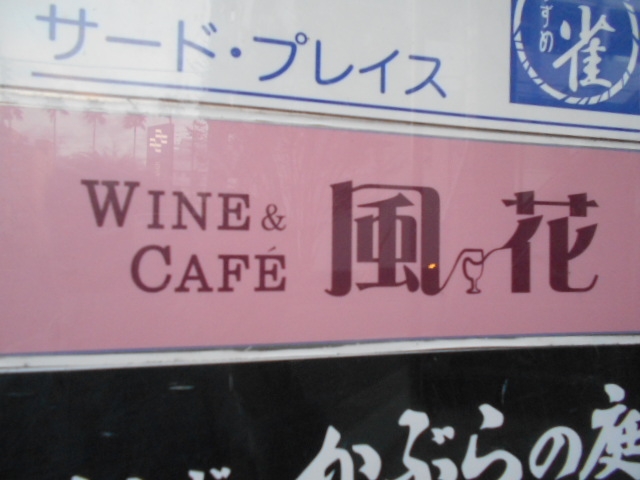 サード・プレイス
すずめ
雀
WINE &
CAFÉ
風花
かぶらの庭